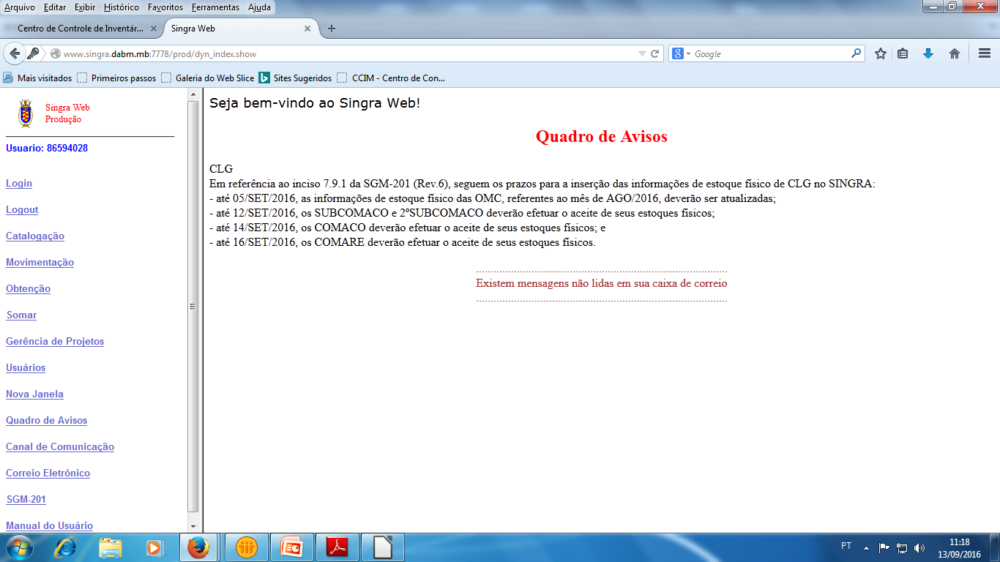 Arquivo Editar Exibir Histórico Favoritos Ferramentas Ajuda
Centro de Controle de Inventár... Singra Web
www.singra.dabm.mb:7778/prod/dyn_index.show Google
Mais visitados Primeiros passos Galeria do Web Slice Sites Sugeridos CCIM - Centro de Con...
Singra Web
Produção
Usuario: 86594028
Login
Logout
Catalogação
Movimentação
Obtenção
Somar
Gerência de Projetos
Usuários
Nova Janela
Quadro de Avisos
Canal de Comunicação
Correio Eletrônico
SGM-201
Manual do Usuário
Seja bem-vindo ao Singra Web!
Quadro de Avisos
CLG
Em referência ao inciso 7.9.1 da SGM-201 (Rev.6), seguem os prazos para a inserção das informações de estoque físico de CLG no SINGRA:
- até 05/SET/2016, as informações de estoque físico das OMC, referentes ao mês de AGO/2016, deverão ser atualizadas;
- até 12/SET/2016, os SUBCOMACO e 2ºSUBCOMACO deverão efetuar o aceite de seus estoques físicos;
- até 14/SET/2016, os COMACO deverão efetuar o aceite de seus estoques físicos; e
- até 16/SET/2016, os COMARE deverão efetuar o aceite de seus estoques físicos.
Existem mensagens não lidas em sua caixa de correio
PT
11:18
13/09/2016